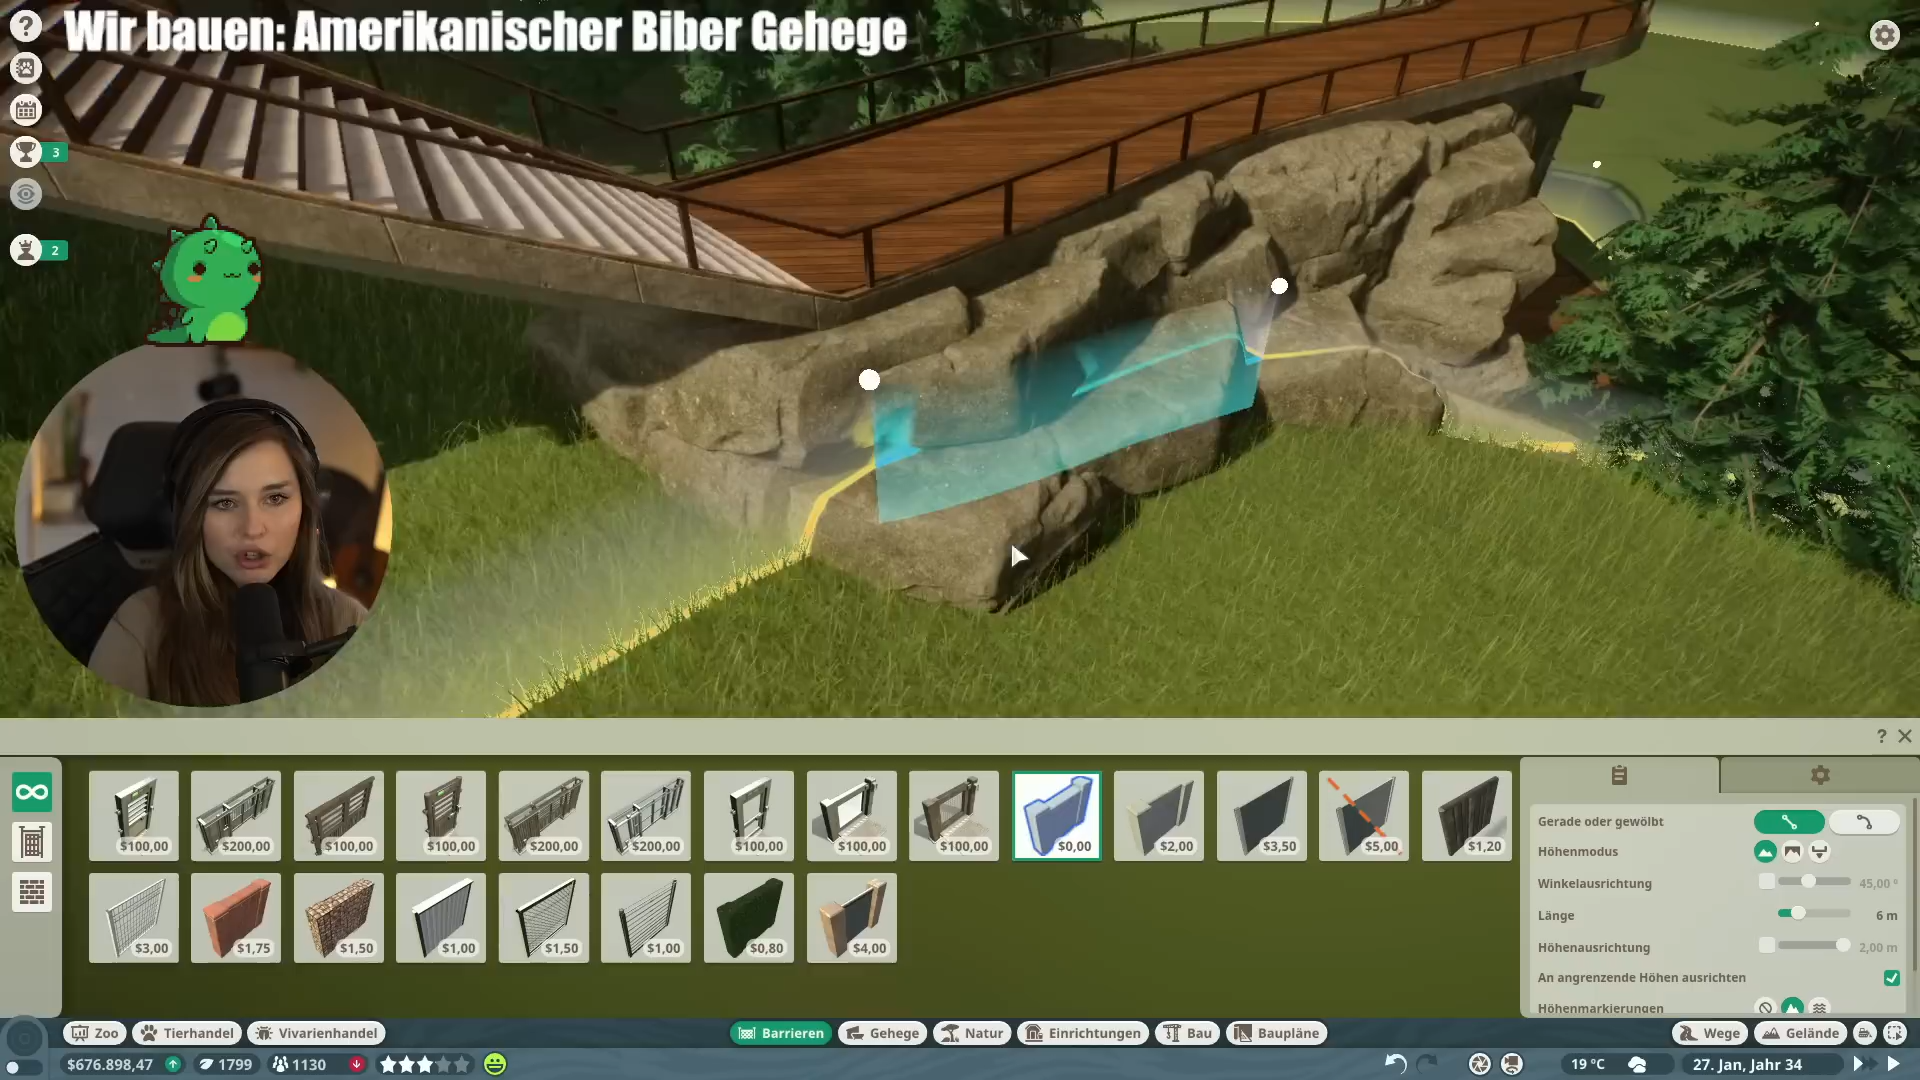 Wir bauen: Amerikanischer Biber Gehege
3
2
?
$100,00
$200,00
$100,00
$100,00
$200,00
$200,00
$100,00
$100,00
$100,00
$0,00
$2,00
$3,50
$5,00
$1,20
$3,00
$1,75
$1,50
$1,00
$1,50
$1,00
$0,80
$4,00
Gerade oder gewölbt
Höhenmodus
Winkelausrichtung
45,00 °
Länge
6 m
Höhenausrichtung
2,00 m
An angrenzende Höhen ausrichten
Höhenmarkierungen
Zoo
Tierhandel
Vivarienhandel
Barrieren
Gehege
Natur
Einrichtungen
Bau
Baupläne
Wege
Gelände
$676.898,47
1799
1130
19 °C
27. Jan, Jahr 34